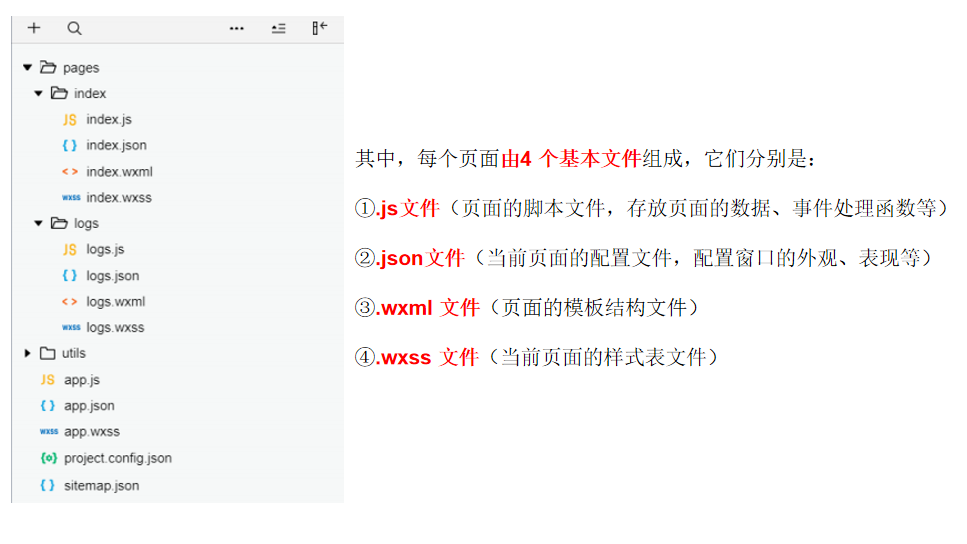 pages
index
JS index.js
{ } index.json
< > index.wxml
wxss index.wxss
logs
JS logs.js
{ } logs.json
< > logs.wxml
wxss logs.wxss
utils
JS app.js
{ } app.json
wxss app.wxss
{o} project.config.json
{ } sitemap.json
其中，每个页面由4 个基本文件组成，它们分别是：
①.js文件（页面的脚本文件，存放页面的数据、事件处理函数等）
②.json文件（当前页面的配置文件，配置窗口的外观、表现等）
③.wxml 文件（页面的模板结构文件）
④.wxss 文件（当前页面的样式表文件）